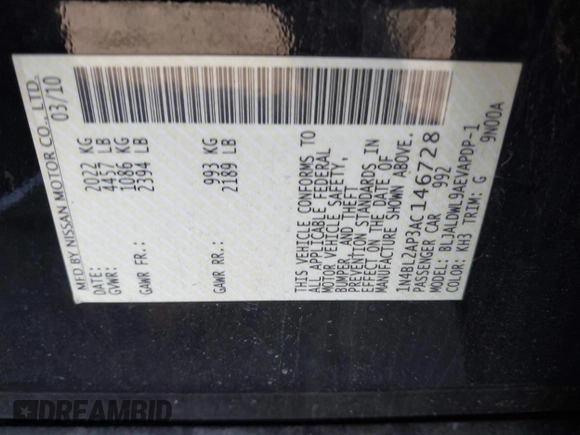 MFD.BY NISSAN MOTOR CO., LTD.
DATE: 03/10
GVWR: 2022 KG
4457 LB
GAWR FR.: 1086 KG
2394 LB
GAWR RR.: 993 KG
2189 LB
THIS VEHICLE CONFORMS TO
ALL APPLICABLE FEDERAL
MOTOR VEHICLE SAFETY,
BUMPER, AND THEFT
PREVENTION STANDARDS IN
EFFECT ON THE DATE OF
MANUFACTURE SHOWN ABOVE.
1N4BL2AP3AC146728
PASSENGER CAR 992
MODEL: BLJALDWL9AEVAPDP-1
COLOR: KH3 TRIM: G 9N00A
DREAMBID